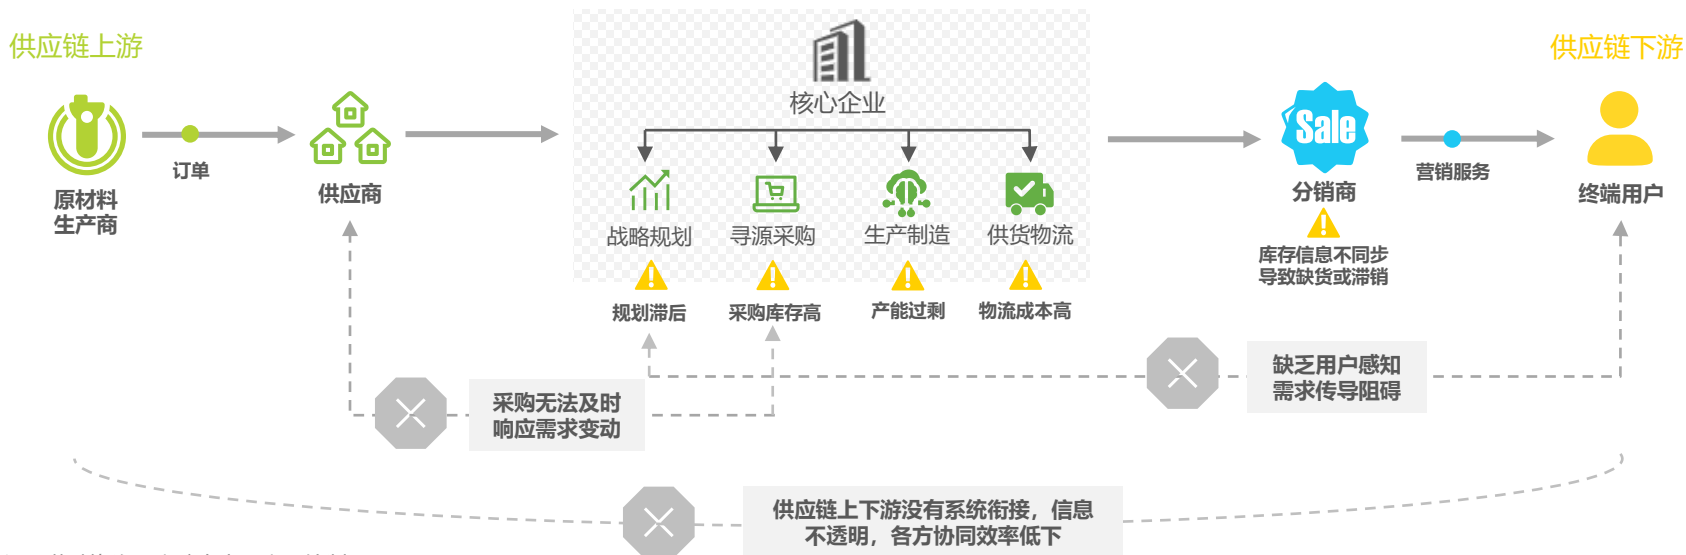 供应链上游
供应链下游
核心企业
Sale
订单
营销服务
原材料
生产商
供应商
分销商
终端用户
战略规划
寻源采购
生产制造
供货物流
库存信息不同步
导致缺货或滞销
规划滞后
采购库存高
产能过剩
物流成本高
缺乏用户感知
需求传导阻碍
采购无法及时
响应需求变动
供应链上下游没有系统衔接，信息
不透明，各方协同效率低下